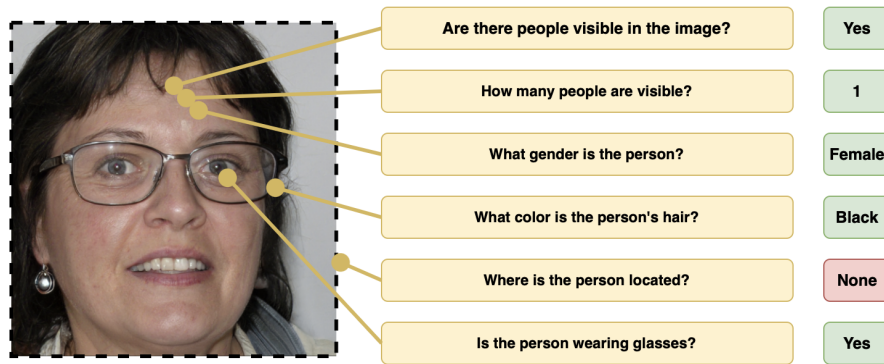 Are there people visible in the image? Yes
How many people are visible? 1
What gender is the person? Female
What color is the person's hair? Black
Where is the person located? None
Is the person wearing glasses? Yes